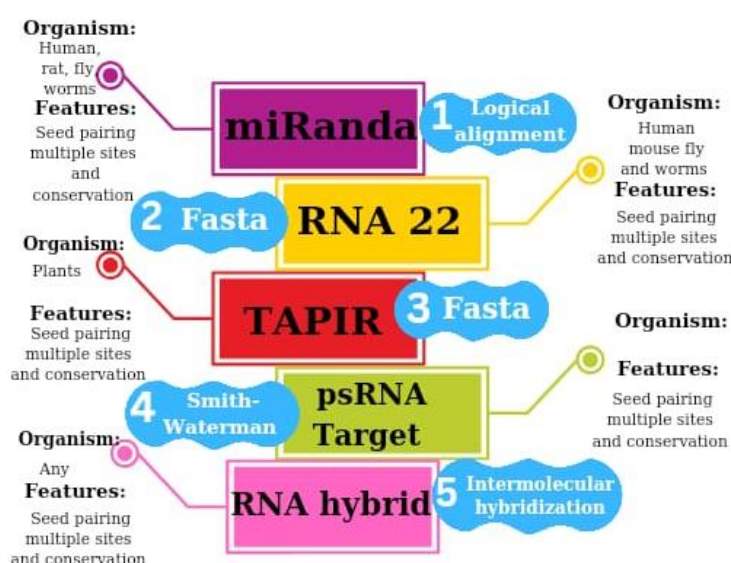 Organism:
Human,
rat, fly,
worms
Features:
Seed pairing
multiple sites
and
conservation
miRanda
1 Logical
alignment
Organism:
Human
mouse fly
and worms
Features:
Seed pairing
multiple sites
and conservation
2 Fasta
RNA 22
Organism:
Plants
Features:
Seed pairing
multiple sites
and conservation
TAPIR
3 Fasta
Organism:
Features:
Seed pairing
multiple sites
and conservation
4 Smith-
Waterman
psRNA
Target
Organism:
Any
Features:
Seed pairing
multiple sites
and conservation
RNA hybrid
5 Intermolecular
hybridization